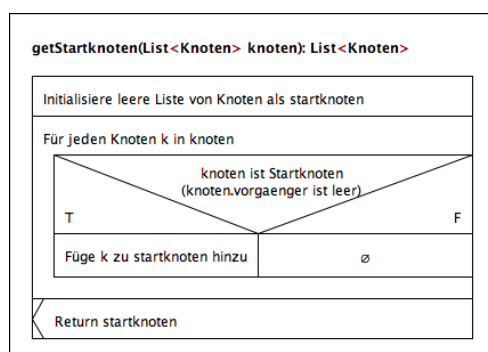 getStartknoten(List<Knoten> knoten): List<Knoten>
Initialisiere leere Liste von Knoten als startknoten
Für jeden Knoten k in knoten
knoten ist Startknoten
(knoten.vorgaenger ist leer)
T
F
Füge k zu startknoten hinzu
ø
Return startknoten